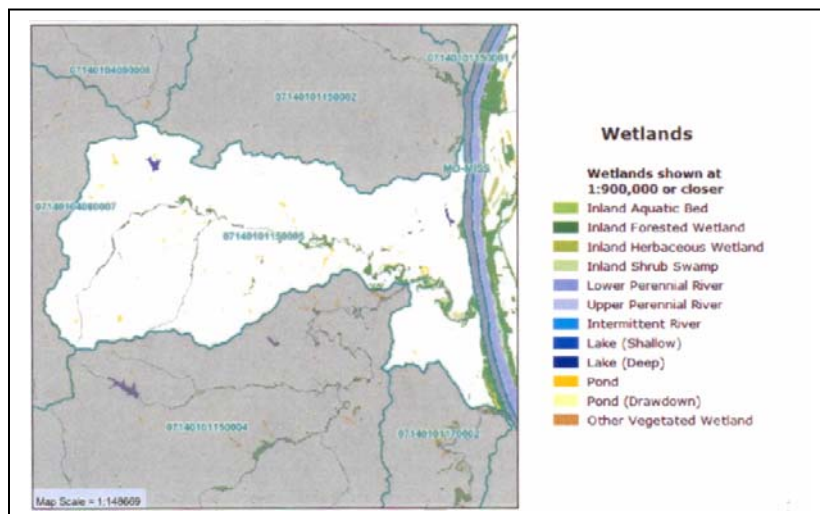 07140101150001
07140104080008
07140101150002
MO-MISS
07140104080007
07140101150005
07140101150004
07140101170002
Map Scale = 1:148669
Wetlands
Wetlands shown at
1:900,000 or closer
Inland Aquatic Bed
Inland Forested Wetland
Inland Herbaceous Wetland
Inland Shrub Swamp
Lower Perennial River
Upper Perennial River
Intermittent River
Lake (Shallow)
Lake (Deep)
Pond
Pond (Drawdown)
Other Vegetated Wetland